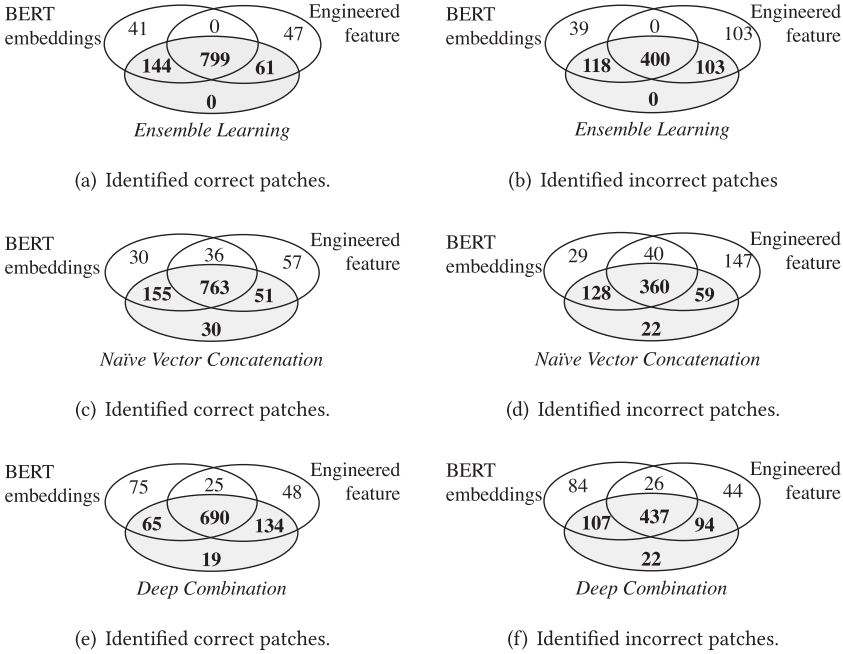 BERT
embeddings
41
0
47
Engineered
feature
144
799
61
0
Ensemble Learning
(a) Identified correct patches.
BERT
embeddings
39
0
103
Engineered
feature
118
400
103
0
Ensemble Learning
(b) Identified incorrect patches
BERT
embeddings
30
36
57
Engineered
feature
155
763
51
30
Naïve Vector Concatenation
(c) Identified correct patches.
BERT
embeddings
29
40
147
Engineered
feature
128
360
59
22
Naïve Vector Concatenation
(d) Identified incorrect patches.
BERT
embeddings
75
25
48
Engineered
feature
65
690
134
19
Deep Combination
(e) Identified correct patches.
BERT
embeddings
84
26
44
Engineered
feature
107
437
94
22
Deep Combination
(f) Identified incorrect patches.